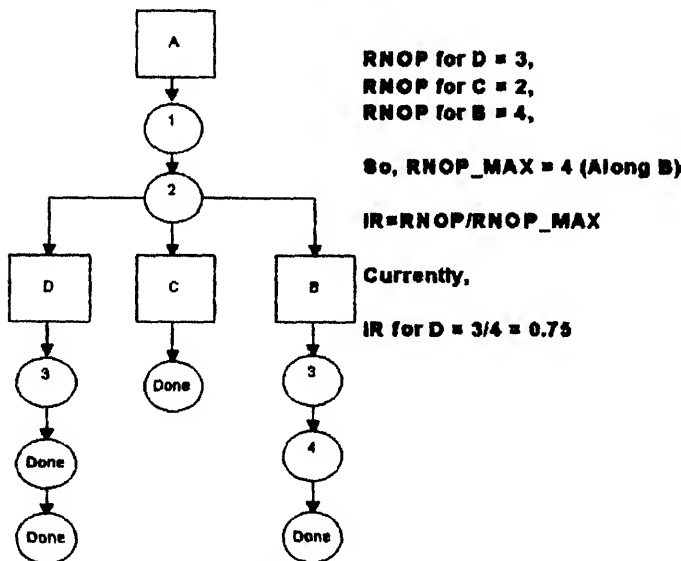 A
1
2
D
C
B
3
Done
3
Done
4
Done
Done
RNOP for D = 3,
RNOP for C = 2,
RNOP for B = 4,
So, RNOP_MAX = 4 (Along B)
IR=RNOP/RNOP_MAX
Currently,
IR for D = 3/4 = 0.75